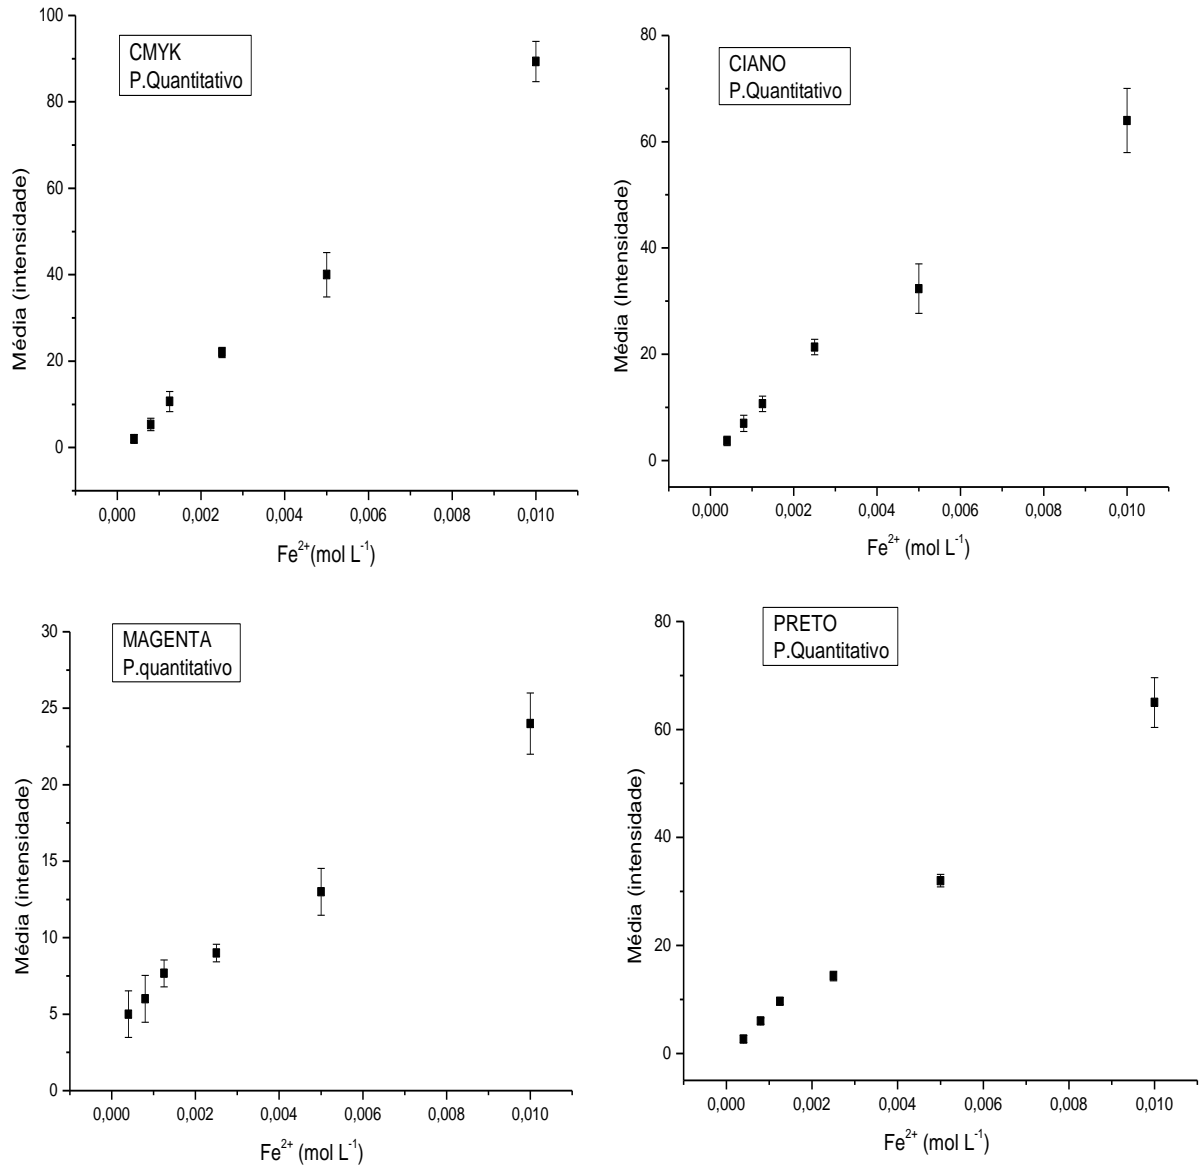 CMYK
P.Quantitativo
Média (intensidade)
100
80
60
40
20
0
0,000 0,002 0,004 0,006 0,008 0,010
Fe²⁺(mol L⁻¹)
CIANO
P.Quantitativo
Média (Intensidade)
80
60
40
20
0
0,000 0,002 0,004 0,006 0,008 0,010
Fe²⁺ (mol L⁻¹)
MAGENTA
P.quantitativo
Média (intensidade)
30
25
20
15
10
5
0
0,000 0,002 0,004 0,006 0,008 0,010
Fe²⁺ (mol L⁻¹)
PRETO
P.Quantitativo
Média (intensidade)
80
60
40
20
0
0,000 0,002 0,004 0,006 0,008 0,010
Fe²⁺ (mol L⁻¹)